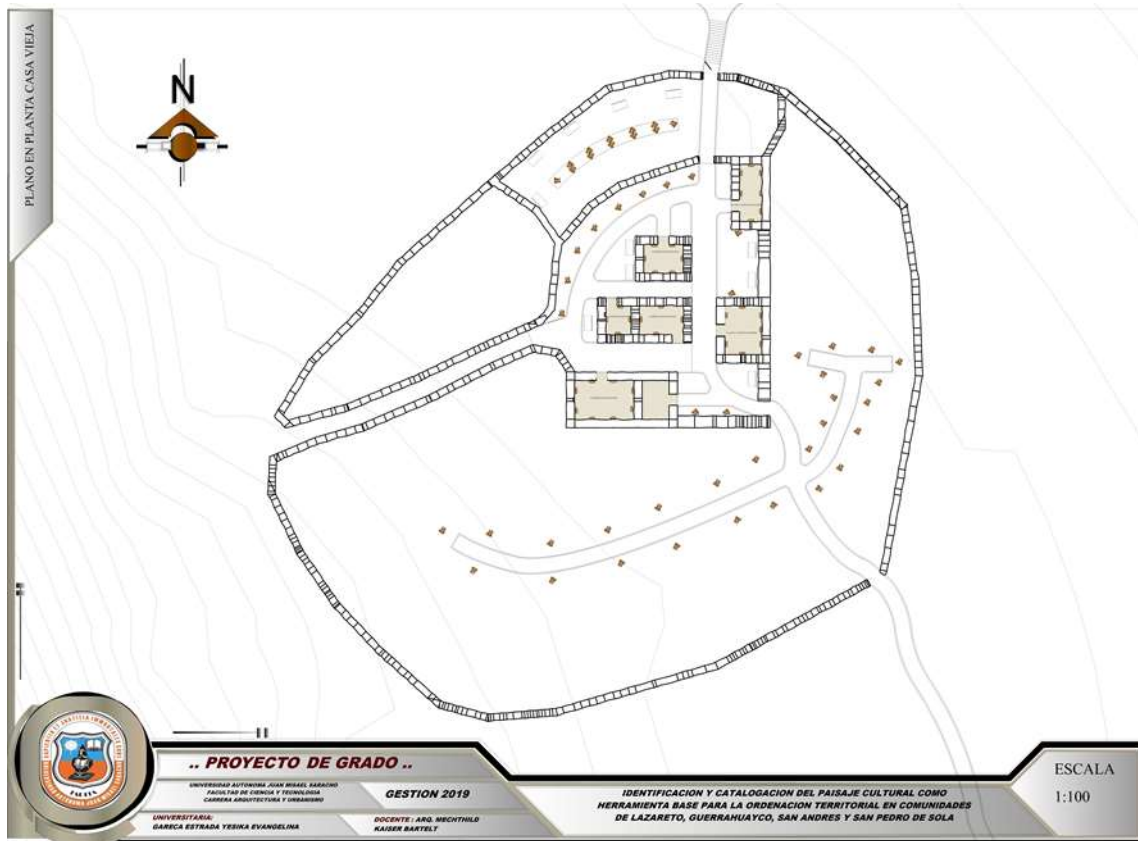 PLANO EN PLANTA CASA VIEJA
N
.. PROYECTO DE GRADO ..
UNIVERSIDAD AUTONOMA JUAN MISAEL SARACHO
FACULTAD DE CIENCIA Y TECNOLOGIA
CARRERA ARQUITECTURA Y URBANISMO
GESTION 2019
UNIVERSITARIA:
GARECA ESTRADA YESIKA EVANGELINA
DOCENTE : ARQ. MECHTHILD
KAISER BARTELT
IDENTIFICACION Y CATALOGACION DEL PAISAJE CULTURAL COMO
HERRAMIENTA BASE PARA LA ORDENACION TERRITORIAL EN COMUNIDADES
DE LAZARETO, GUERRAHUAYCO, SAN ANDRES Y SAN PEDRO DE SOLA
ESCALA
1:100